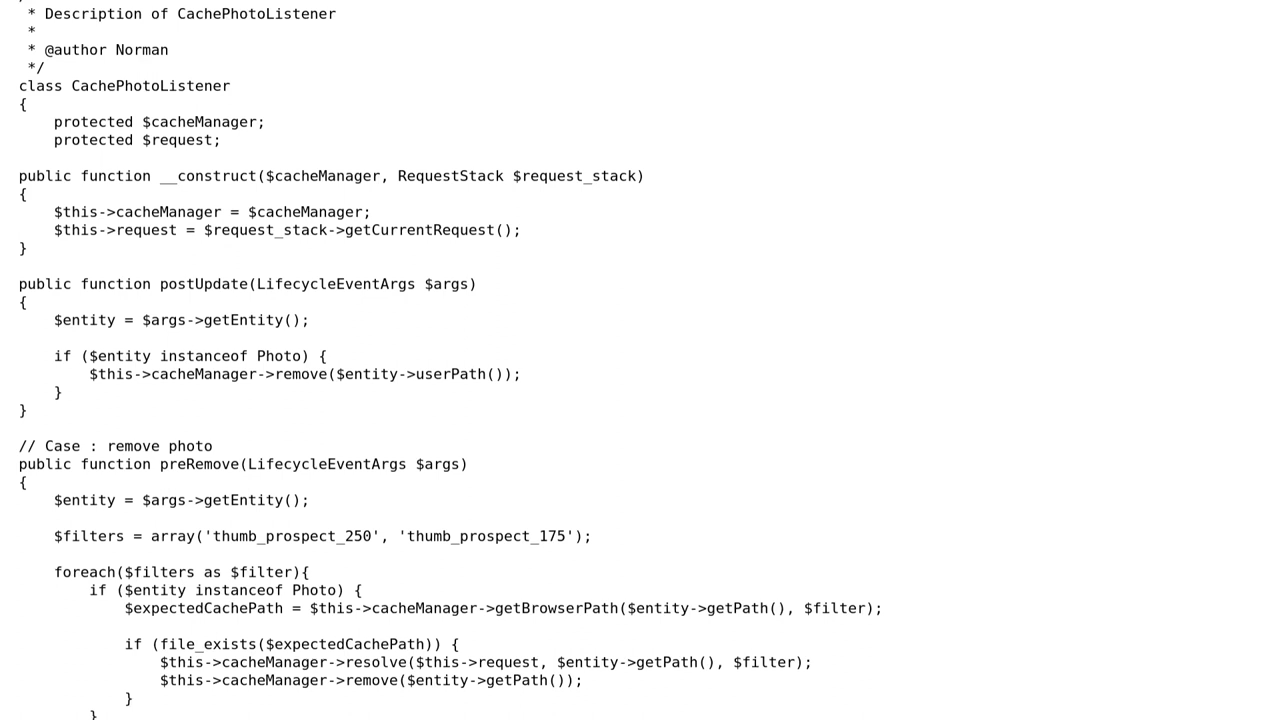 * Description of CachePhotoListener
 *
 * @author Norman
 */
class CachePhotoListener
{
    protected $cacheManager;
    protected $request;

public function __construct($cacheManager, RequestStack $request_stack)
{
    $this->cacheManager = $cacheManager;
    $this->request = $request_stack->getCurrentRequest();
}

public function postUpdate(LifecycleEventArgs $args)
{
    $entity = $args->getEntity();

    if ($entity instanceof Photo) {
        $this->cacheManager->remove($entity->userPath());
    }
}

// Case : remove photo
public function preRemove(LifecycleEventArgs $args)
{
    $entity = $args->getEntity();

    $filters = array('thumb_prospect_250', 'thumb_prospect_175');

    foreach($filters as $filter){
        if ($entity instanceof Photo) {
            $expectedCachePath = $this->cacheManager->getBrowserPath($entity->getPath(), $filter);

            if (file_exists($expectedCachePath)) {
                $this->cacheManager->resolve($this->request, $entity->getPath(), $filter);
                $this->cacheManager->remove($entity->getPath());
            }
        }